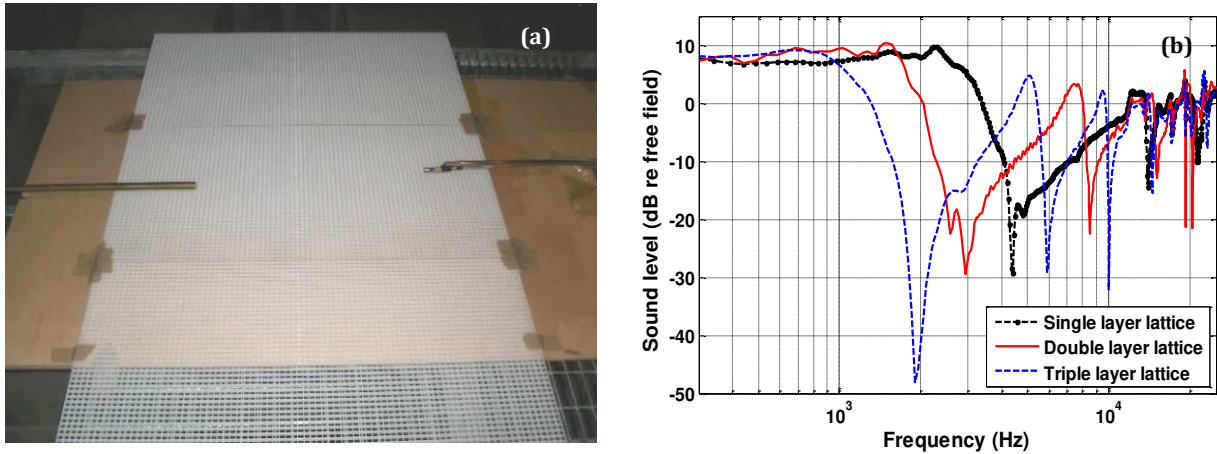 (a)
(b)
Sound level (dB re free field)
10
0
-10
-20
-30
-40
-50
10^3
10^4
Frequency (Hz)
Single layer lattice
Double layer lattice
Triple layer lattice